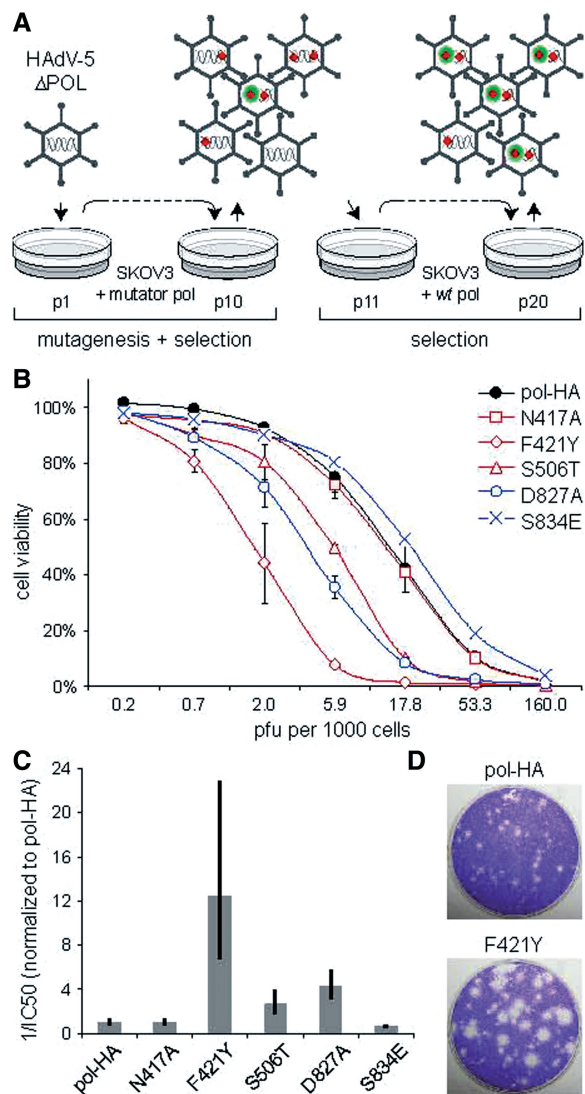 A
HAdV-5
ΔPOL
SKOV3
+ mutator pol
p1
p10
mutagenesis + selection
SKOV3
+ wt pol
p11
p20
selection
B
cell viability
100%
80%
60%
40%
20%
0%
0.2 0.7 2.0 5.9 17.8 53.3 160.0
pfu per 1000 cells
pol-HA
N417A
F421Y
S506T
D827A
S834E
C
1/IC50 (normalized to pol-HA)
24
20
16
12
8
4
0
pol-HA N417A F421Y S506T D827A S834E
D
pol-HA
F421Y